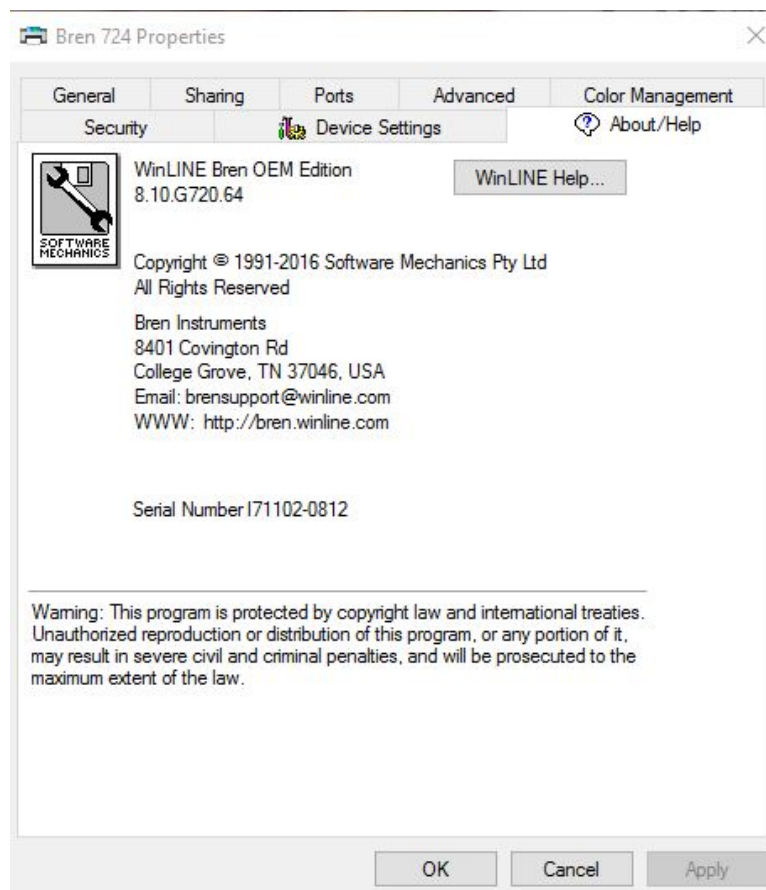 Bren 724 Properties
General Sharing Ports Advanced Color Management
Security Device Settings About/Help
WinLINE Bren OEM Edition
WinLINE Help...
8.10.G720.64
SOFTWARE
MECHANICS
Copyright © 1991-2016 Software Mechanics Pty Ltd
All Rights Reserved
Bren Instruments
8401 Covington Rd
College Grove, TN 37046, USA
Email: brensupport@winline.com
WWW: http://bren.winline.com
Serial Number I71102-0812
Warning: This program is protected by copyright law and international treaties.
Unauthorized reproduction or distribution of this program, or any portion of it,
may result in severe civil and criminal penalties, and will be prosecuted to the
maximum extent of the law.
OK Cancel Apply